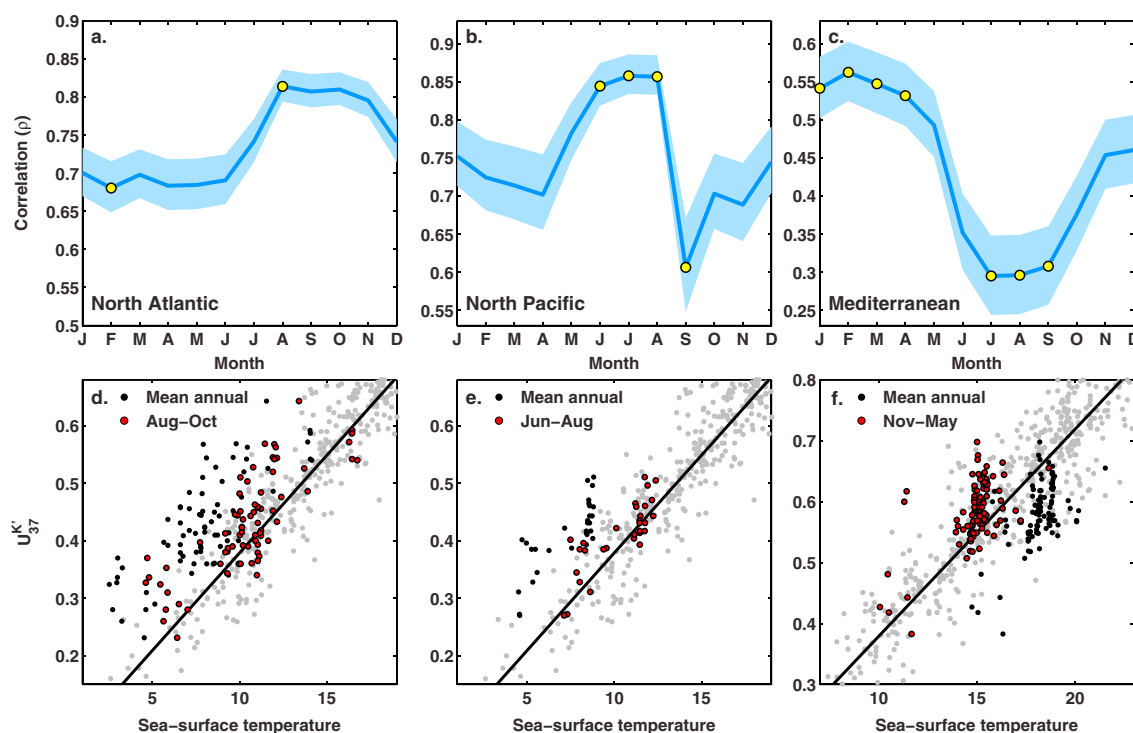 a.
b.
c.
0.9
0.85
0.8
0.75
0.7
0.65
0.6
0.55
0.5
Correlation (ρ)
North Atlantic
J F M A M J J A S O N D
Month
0.9
0.85
0.8
0.75
0.7
0.65
0.6
0.55
North Pacific
J F M A M J J A S O N D
Month
0.6
0.55
0.5
0.45
0.4
0.35
0.3
0.25
Mediterranean
J F M A M J J A S O N D
Month
d.
Mean annual
Aug–Oct
0.6
0.5
0.4
0.3
0.2
U37K'
5 10 15
Sea–surface temperature
e.
Mean annual
Jun–Aug
0.6
0.5
0.4
0.3
0.2
5 10 15
Sea–surface temperature
f.
Mean annual
Nov–May
0.8
0.7
0.6
0.5
0.4
0.3
10 15 20
Sea–surface temperature